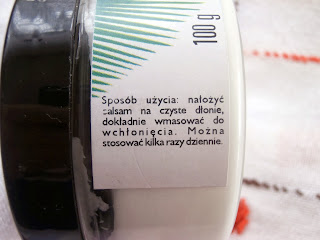 100 g
Sposób użycia: nałożyć
balsam na czyste dłonie,
dokładnie wmasować do
wchłonięcia. Można
stosować kilka razy dziennie.